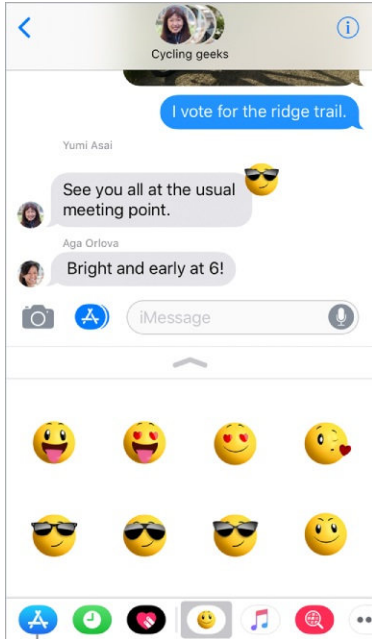 Cycling geeks
I vote for the ridge trail.
Yumi Asai
See you all at the usual
meeting point.
Aga Orlova
Bright and early at 6!
iMessage